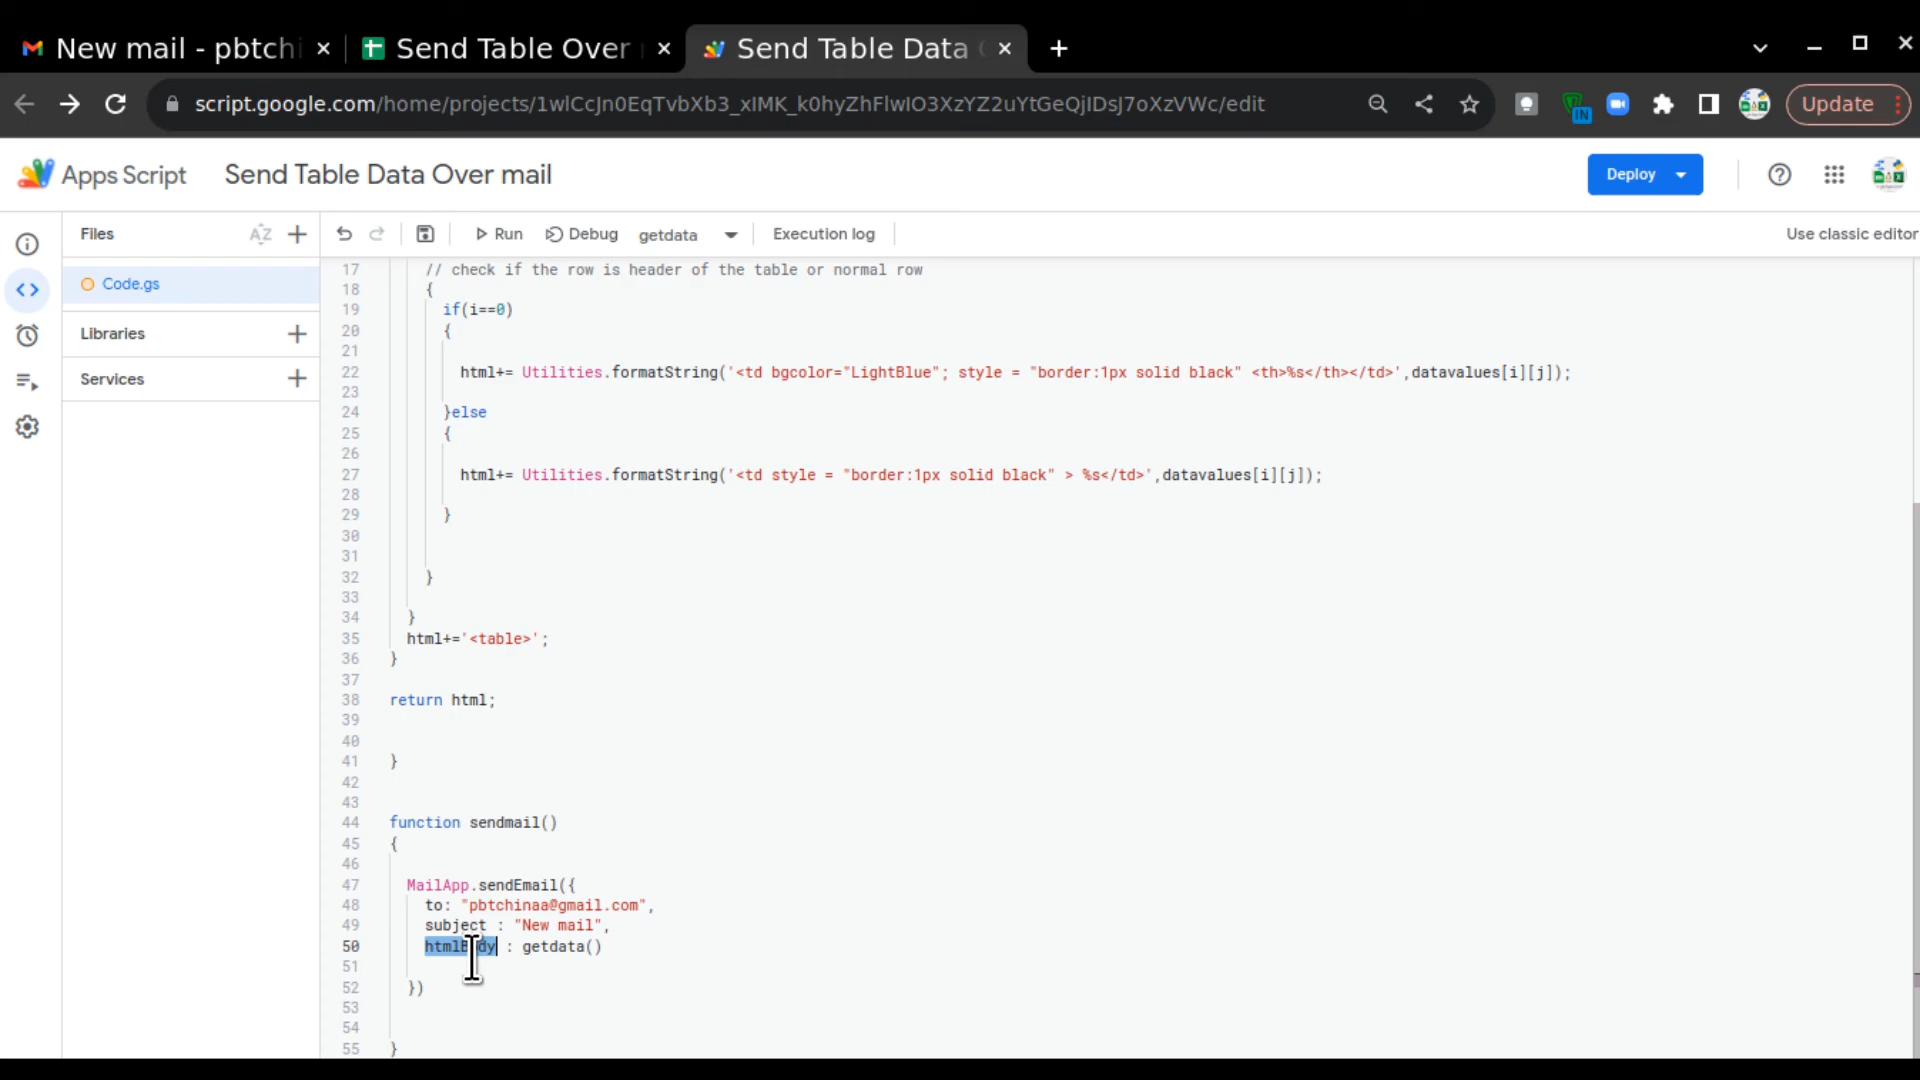 New mail - pbtchi
Send Table Over
Send Table Data
script.google.com/home/projects/1wlCcJn0EqTvbXb3_xIMK_k0hyZhFlwIO3XzYZ2uYtGeQjIDsJ7oXzVWc/edit
IN
Update
Apps Script
Send Table Data Over mail
Deploy
Files
AZ
Run
Debug
getdata
Execution log
Use classic editor
Code.gs
Libraries
Services
17 // check if the row is header of the table or normal row
18 {
19 if(i==0)
20 {
21
22 html+= Utilities.formatString('<td bgcolor="LightBlue"; style = "border:1px solid black" <th>%s</th></td>',datavalues[i][j]);
23
24 }else
25 {
26
27 html+= Utilities.formatString('<td style = "border:1px solid black" > %s</td>',datavalues[i][j]);
28
29 }
30
31
32 }
33
34 }
35 html+='<table>';
36 }
37
38 return html;
39
40
41 }
42
43
44 function sendmail()
45 {
46
47 MailApp.sendEmail({
48 to: "pbtchinaa@gmail.com",
49 subject : "New mail",
50 htmlBody : getdata()
51
52 })
53
54
55 }